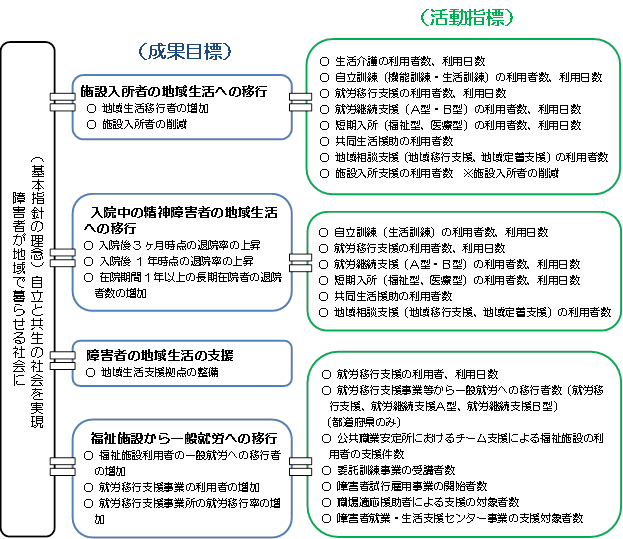 （活動指標）
（成果目標）
（基本指針の理念）自立と共生の社会を実現
障害者が地域で暮らせる社会に
施設入所者の地域生活への移行
○ 地域生活移行者の増加
○ 施設入所者の削減
○ 生活介護の利用者数、利用日数
○ 自立訓練（機能訓練・生活訓練）の利用者数、利用日数
○ 就労移行支援の利用者数、利用日数
○ 就労継続支援（Ａ型・Ｂ型）の利用者数、利用日数
○ 短期入所（福祉型、医療型）の利用者数、利用日数
○ 共同生活援助の利用者数
○ 地域相談支援（地域移行支援、地域定着支援）の利用者数
○ 施設入所支援の利用者数　※施設入所者の削減
入院中の精神障害者の地域生活
への移行
○ 入院後３ヶ月時点の退院率の上昇
○ 入院後 １年時点の退院率の上昇
○ 在院期間１年以上の長期在院者の退院
者数の増加
○ 自立訓練（生活訓練）の利用者数、利用日数
○ 就労移行支援の利用者数、利用日数
○ 就労継続支援（Ａ型・Ｂ型）の利用者数、利用日数
○ 短期入所（福祉型、医療型）の利用者数、利用日数
○ 共同生活援助の利用者数
○ 地域相談支援（地域移行支援、地域定着支援）の利用者数
障害者の地域生活の支援
○ 地域生活支援拠点の整備
福祉施設から一般就労への移行
○ 福祉施設利用者の一般就労への移行者
の増加
○ 就労移行支援事業の利用者の増加
○ 就労移行支援事業所の就労移行率の増
加
○ 就労移行支援の利用者、利用日数
○ 就労移行支援事業等から一般就労への移行者数（就労移
行支援、就労継続支援Ａ型、就労継続支援Ｂ型）
（都道府県のみ）
○ 公共職業安定所におけるチーム支援による福祉施設の利
用者の支援件数
○ 委託訓練事業の受講者数
○ 障害者試行雇用事業の開始者数
○ 職場適応援助者による支援の対象者数
○ 障害者就業・生活支援センター事業の支援対象者数